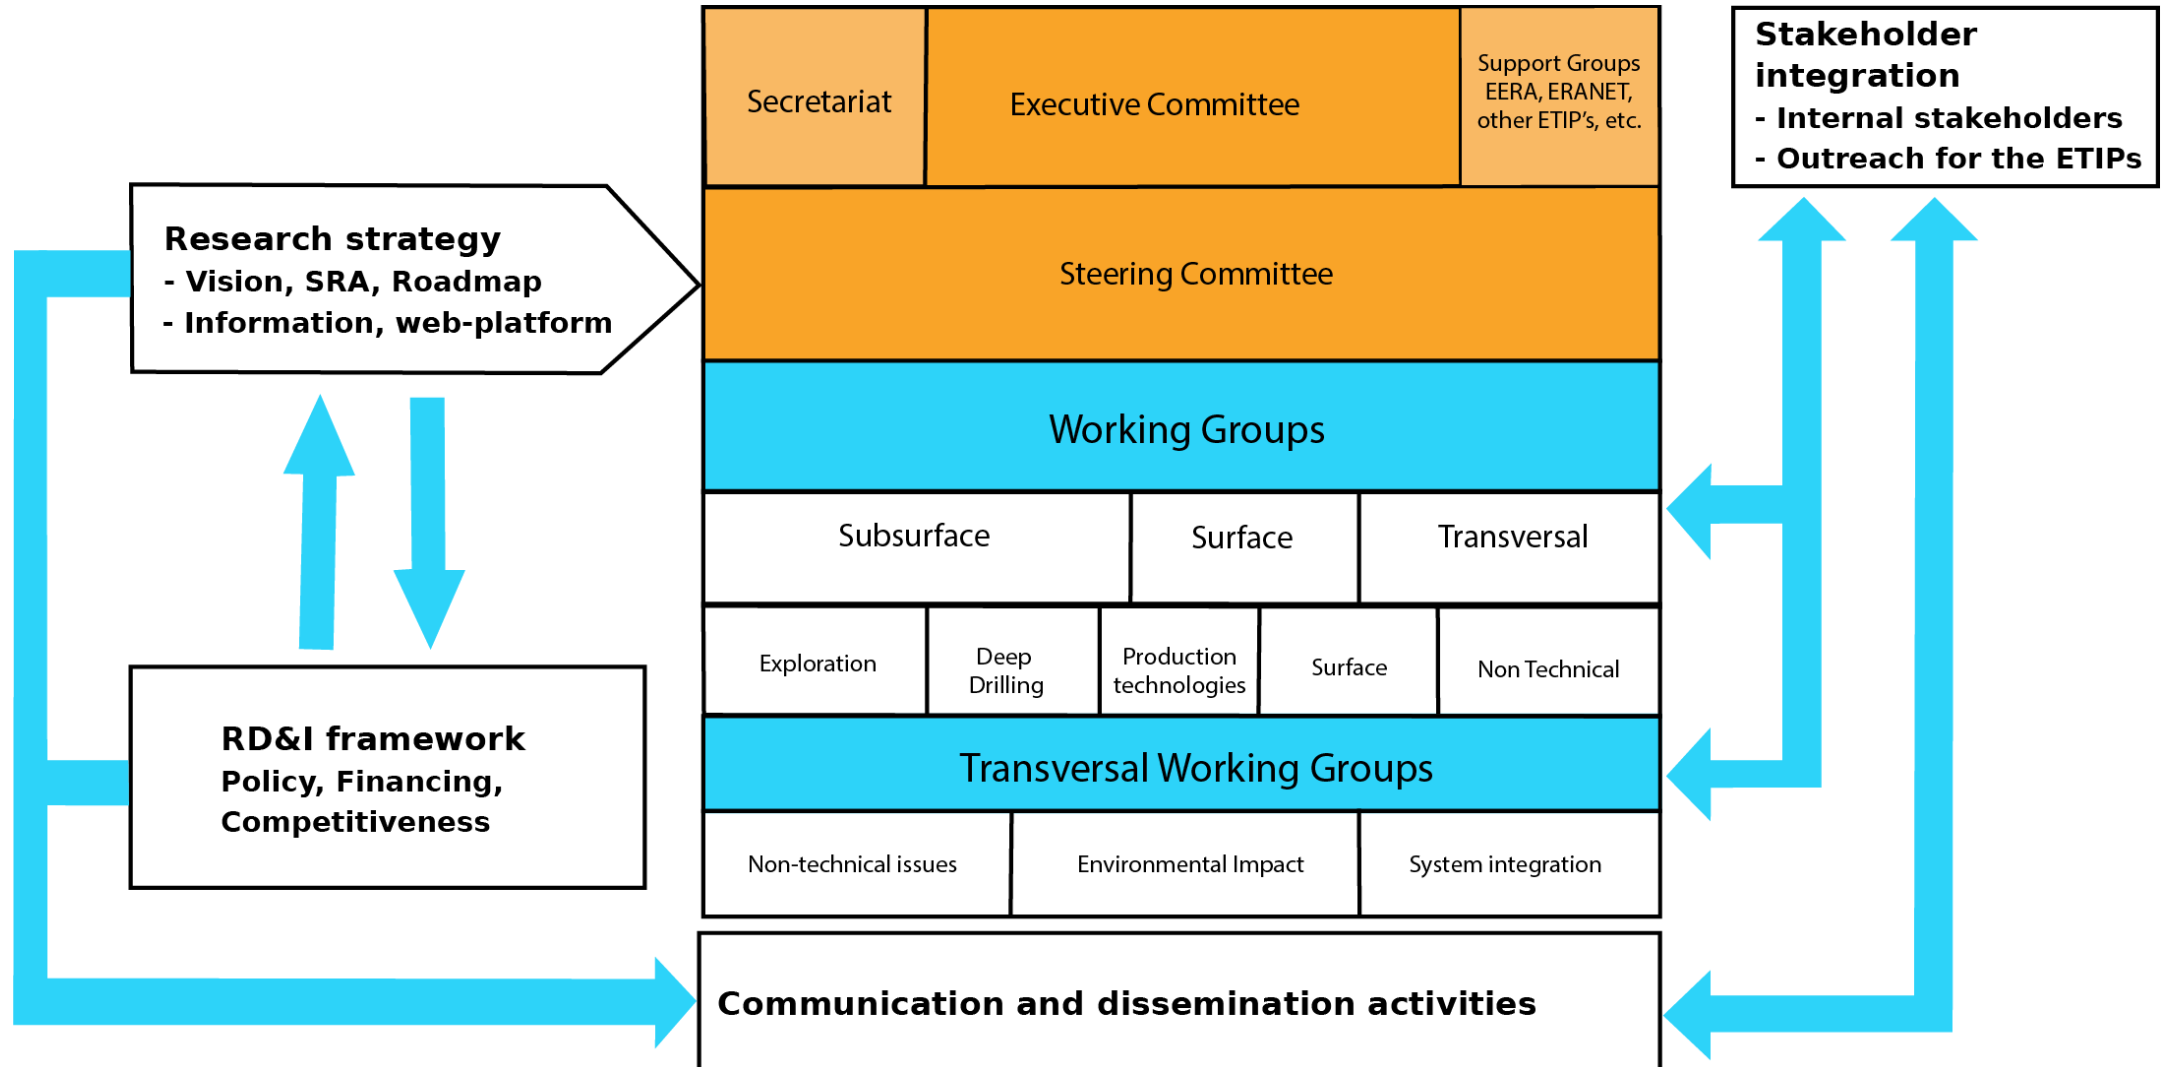 Secretariat
Executive Committee
Support Groups
EERA, ERANET,
other ETIP's, etc.
Stakeholder
integration
- Internal stakeholders
- Outreach for the ETIPs
Research strategy
- Vision, SRA, Roadmap
- Information, web-platform
Steering Committee
Working Groups
Subsurface
Surface
Transversal
Exploration
Deep
Drilling
Production
technologies
Surface
Non Technical
RD&I framework
Policy, Financing,
Competitiveness
Transversal Working Groups
Non-technical issues
Environmental Impact
System integration
Communication and dissemination activities